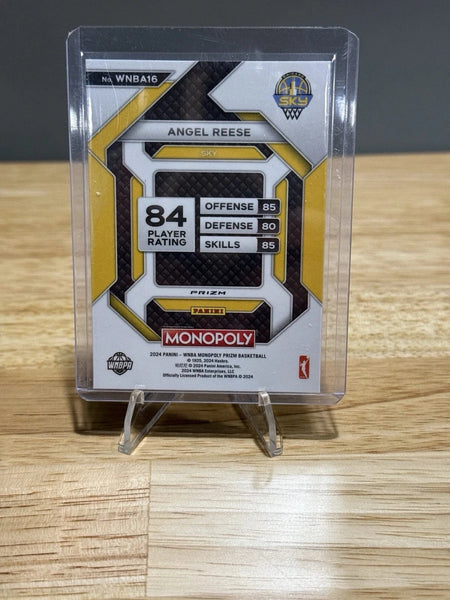 No. WNBA16
CHICAGO
SKY
ANGEL REESE
SKY
84
PLAYER
RATING
OFFENSE 85
DEFENSE 80
SKILLS 85
PRIZM
PANINI
MONOPOLY
2024 PANINI – WNBA MONOPOLY PRIZM BASKETBALL
© 1935, 2024 Hasbro.
© 2024 Panini America, Inc.
2024 WNBA Enterprises, LLC
Officially Licensed Product of the WNBPA © 2024.
WNBPA